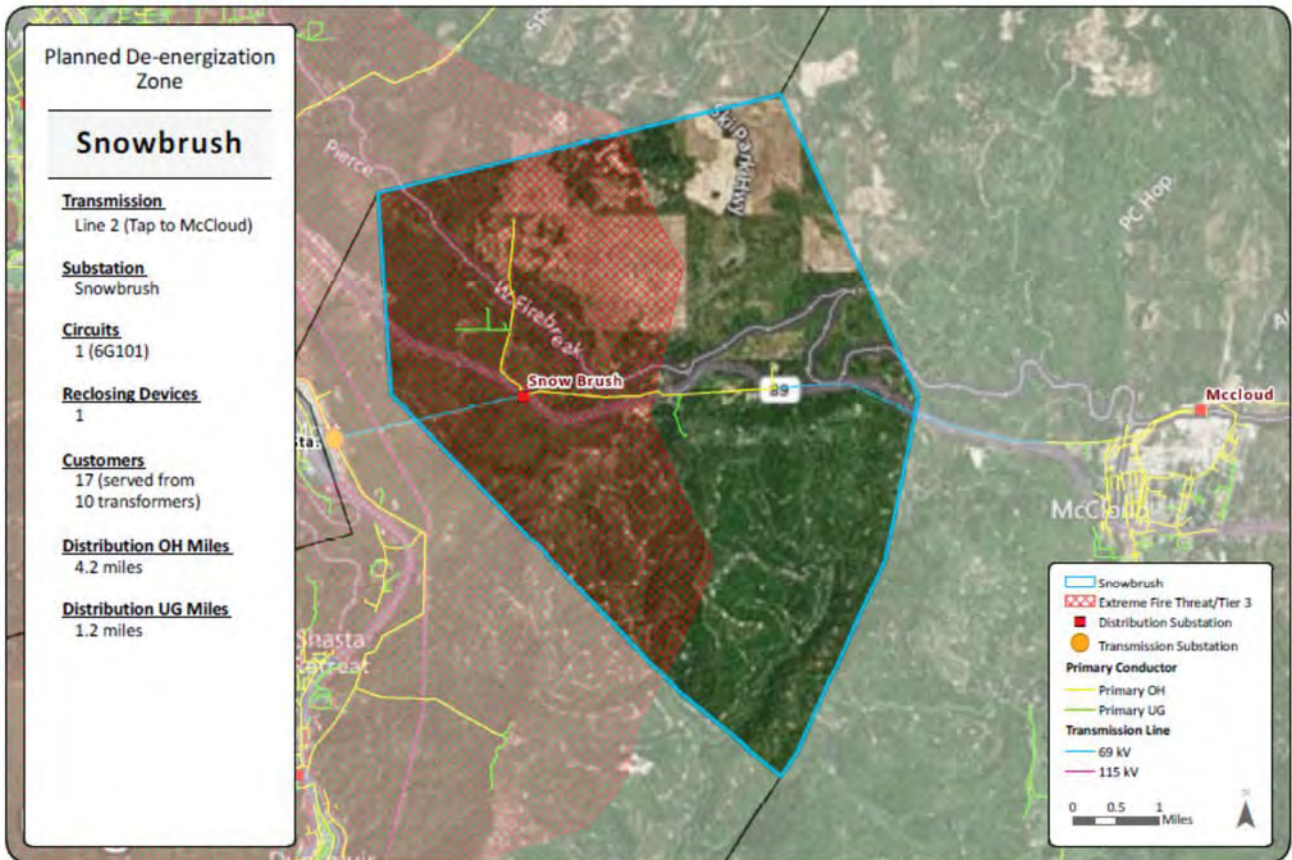 Planned De-energization
Zone
Snowbrush
Transmission
Line 2 (Tap to McCloud)
Substation
Snowbrush
Circuits
1 (6G101)
Reclosing Devices
1
Customers
17 (served from
10 transformers)
Distribution OH Miles
4.2 miles
Distribution UG Miles
1.2 miles
Ski Park Hwy
Pierce
PC Hop
W Firebreak
Snow Brush
89
Mccloud
McCloud
Snowbrush
Extreme Fire Threat/Tier 3
Distribution Substation
Transmission Substation
Primary Conductor
Primary OH
Primary UG
Transmission Line
69 kV
115 kV
0 0.5 1
Miles
N